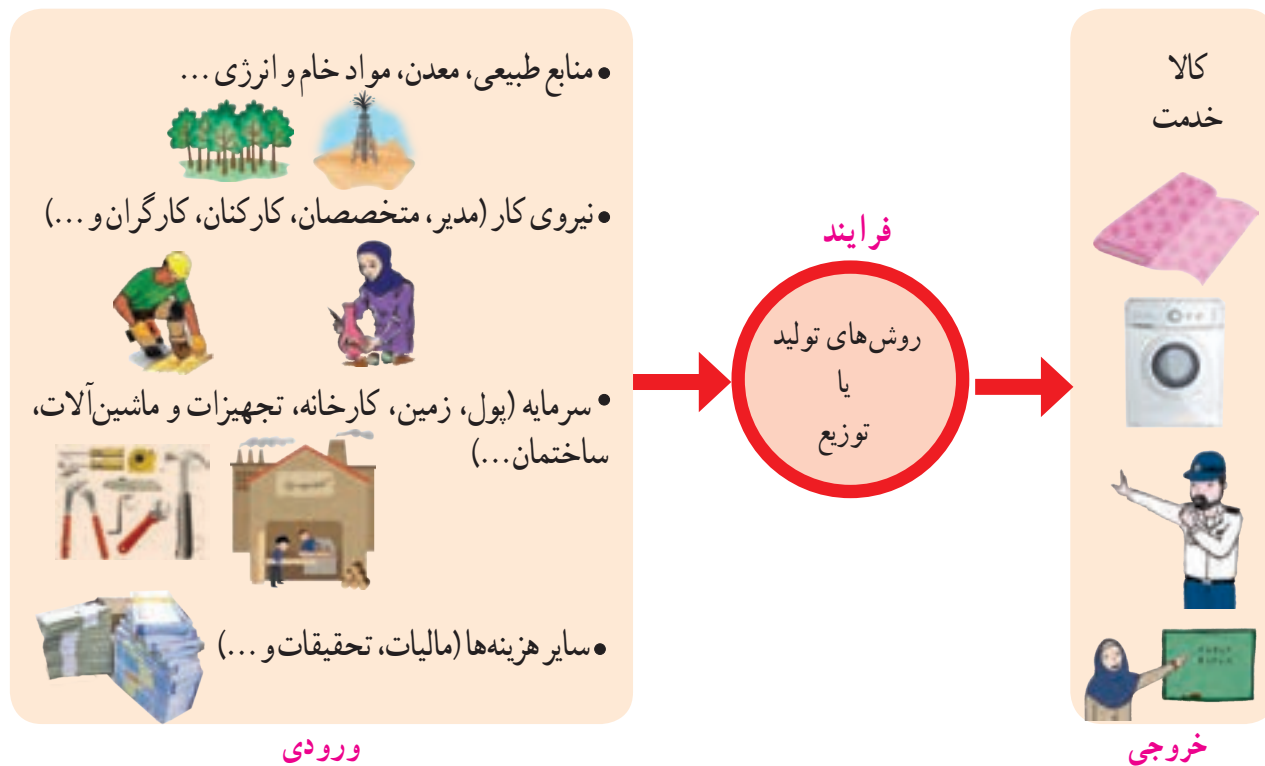 • منابع طبیعی، معدن، مواد خام و انرژی ...
• نیروی کار (مدیر، متخصصان، کارکنان، کارگران و ...)
• سرمایه (پول، زمین، کارخانه، تجهیزات و ماشین‌آلات،
ساختمان...)
• سایر هزینه‌ها (مالیات، تحقیقات و ...)
ورودی
فرایند
روش‌های تولید
یا
توزیع
کالا
خدمت
خروجی